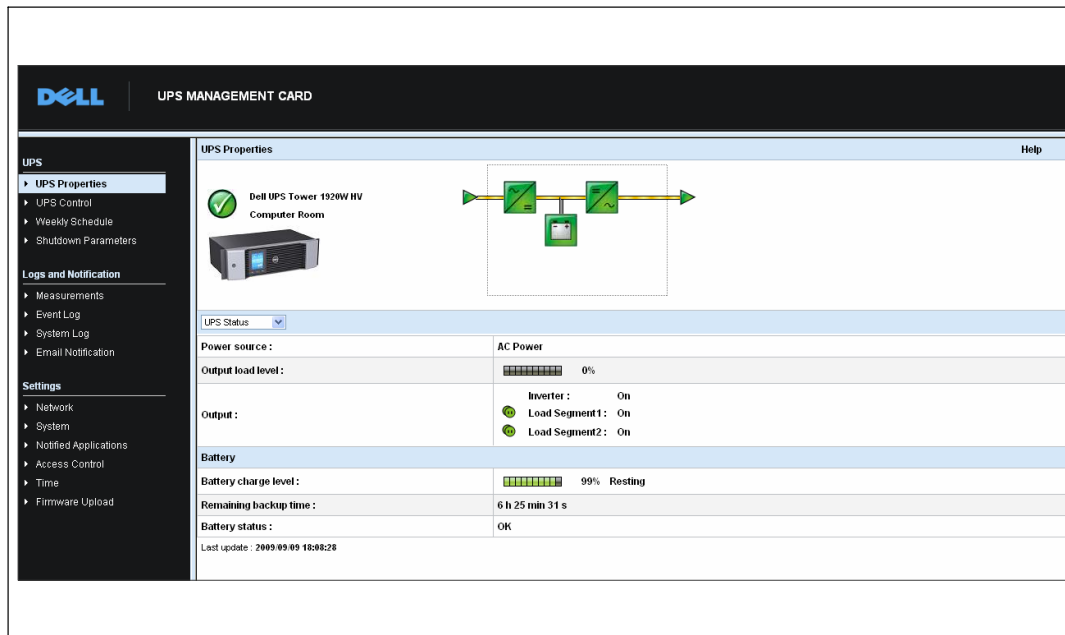 DELL
UPS MANAGEMENT CARD
UPS
UPS Properties
UPS Control
Weekly Schedule
Shutdown Parameters
Logs and Notification
Measurements
Event Log
System Log
Email Notification
Settings
Network
System
Notified Applications
Access Control
Time
Firmware Upload
UPS Properties Help
Dell UPS Tower 1920W HV
Computer Room
UPS Status
Power source : AC Power
Output load level : 0%
Output :
Inverter : On
Load Segment1 : On
Load Segment2 : On
Battery
Battery charge level : 99% Resting
Remaining backup time : 6 h 25 min 31 s
Battery status : OK
Last update : 2009/09/09 18:08:28